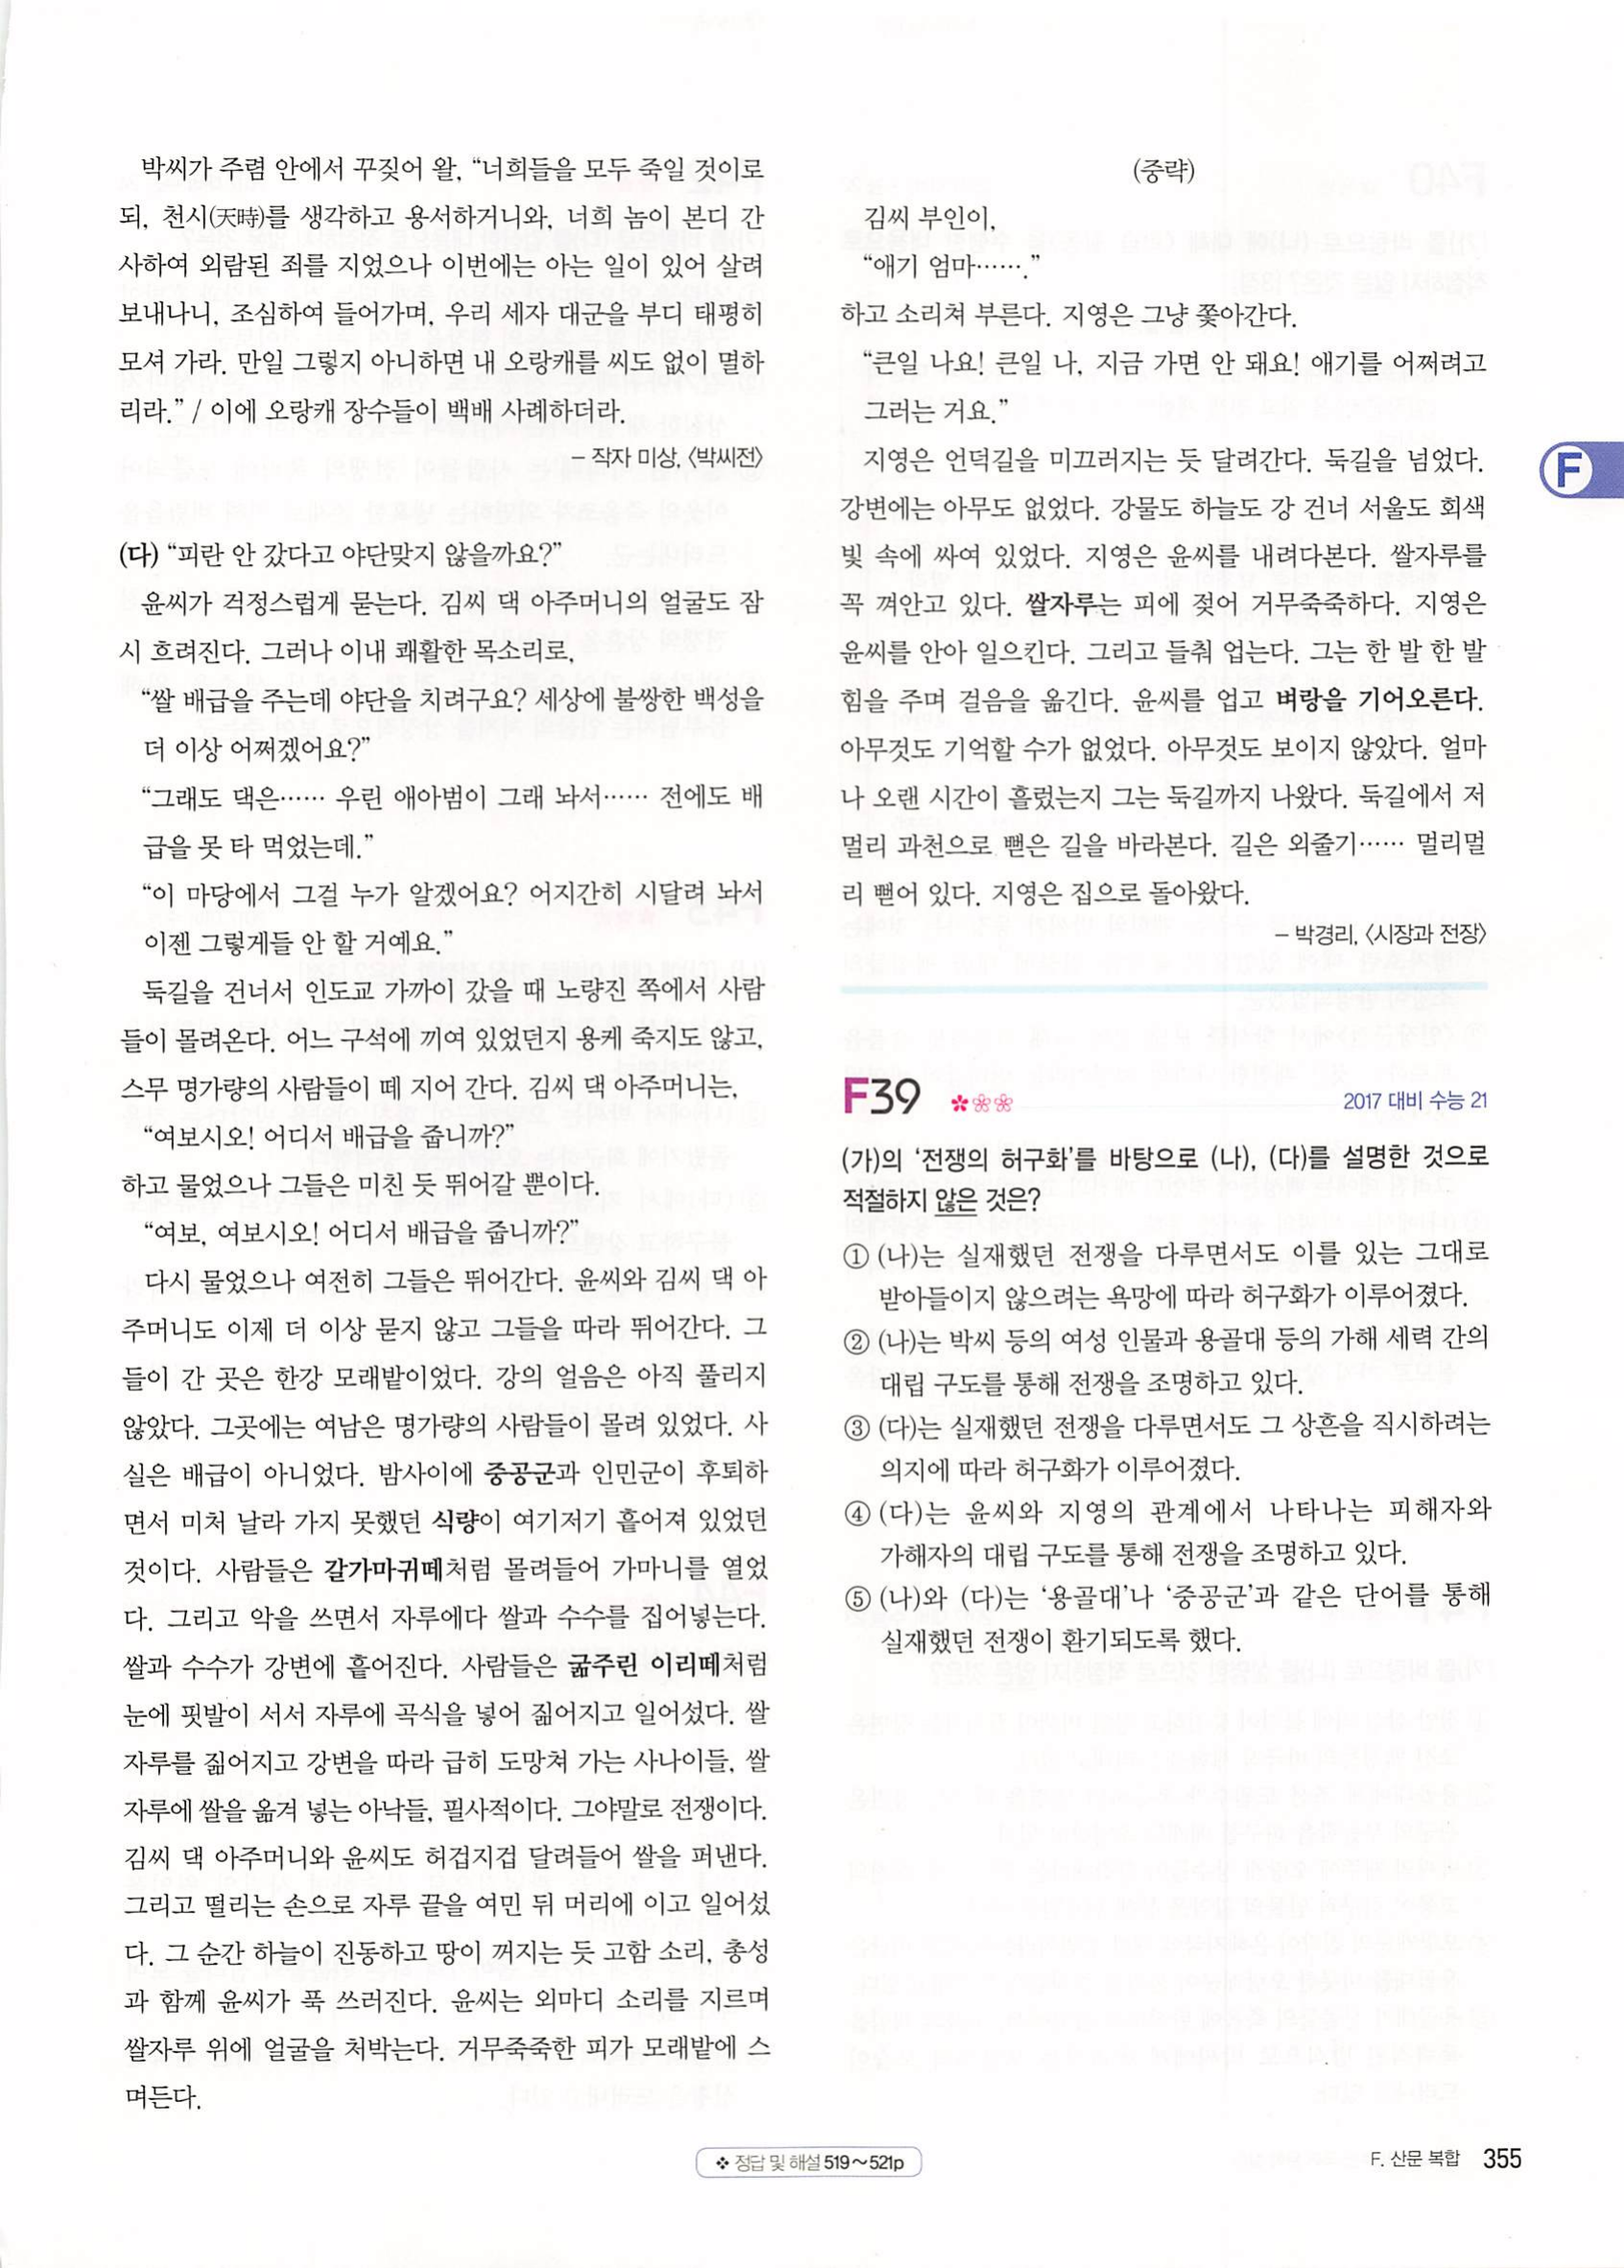 박씨가 주렴 안에서 꾸짖어 왈, “너희들을 모두 죽일 것이로
되, 천시(天時)를 생각하고 용서하거니와, 너희 놈이 본디 간
사하여 외람된 죄를 지었으나 이번에는 아는 일이 있어 살려
보내나니, 조심하여 들어가며, 우리 세자 대군을 부디 태평히
모셔 가라. 만일 그렇지 아니하면 내 오랑캐를 씨도 없이 멸하
리라.” / 이에 오랑캐 장수들이 백배 사례하더라.
– 작자 미상, 〈박씨전〉
(다) “피란 안 갔다고 야단맞지 않을까요?”
윤씨가 걱정스럽게 묻는다. 김씨 댁 아주머니의 얼굴도 잠
시 흐려진다. 그러나 이내 쾌활한 목소리로,
“쌀 배급을 주는데 야단을 치려구요? 세상에 불쌍한 백성을
더 이상 어쩌겠어요?”
“그래도 댁은…… 우린 애아범이 그래 놔서…… 전에도 배
급을 못 타 먹었는데.”
“이 마당에서 그걸 누가 알겠어요? 어지간히 시달려 놔서
이젠 그렇게들 안 할 거예요.”
둑길을 건너서 인도교 가까이 갔을 때 노량진 쪽에서 사람
들이 몰려온다. 어느 구석에 끼여 있었던지 용케 죽지도 않고,
스무 명가량의 사람들이 떼 지어 간다. 김씨 댁 아주머니는,
“여보시오! 어디서 배급을 줍니까?”
하고 물었으나 그들은 미친 듯 뛰어갈 뿐이다.
“여보, 여보시오! 어디서 배급을 줍니까?”
다시 물었으나 여전히 그들은 뛰어간다. 윤씨와 김씨 댁 아
주머니도 이제 더 이상 묻지 않고 그들을 따라 뛰어간다. 그
들이 간 곳은 한강 모래밭이었다. 강의 얼음은 아직 풀리지
않았다. 그곳에는 여남은 명가량의 사람들이 몰려 있었다. 사
실은 배급이 아니었다. 밤사이에 중공군과 인민군이 후퇴하
면서 미처 날라 가지 못했던 식량이 여기저기 흩어져 있었던
것이다. 사람들은 갈가마귀떼처럼 몰려들어 가마니를 열었
다. 그리고 악을 쓰면서 자루에다 쌀과 수수를 집어넣는다.
쌀과 수수가 강변에 흩어진다. 사람들은 굶주린 이리떼처럼
눈에 핏발이 서서 자루에 곡식을 넣어 짊어지고 일어섰다. 쌀
자루를 짊어지고 강변을 따라 급히 도망쳐 가는 사나이들, 쌀
자루에 쌀을 옮겨 넣는 아낙들, 필사적이다. 그야말로 전쟁이다.
김씨 댁 아주머니와 윤씨도 허겁지겁 달려들어 쌀을 퍼낸다.
그리고 떨리는 손으로 자루 끝을 여민 뒤 머리에 이고 일어섰
다. 그 순간 하늘이 진동하고 땅이 꺼지는 듯 고함 소리, 총성
과 함께 윤씨가 푹 쓰러진다. 윤씨는 외마디 소리를 지르며
쌀자루 위에 얼굴을 처박는다. 거무죽죽한 피가 모래밭에 스
며든다.
(중략)
김씨 부인이,
“애기 엄마…….”
하고 소리쳐 부른다. 지영은 그냥 쫓아간다.
“큰일 나요! 큰일 나, 지금 가면 안 돼요! 애기를 어쩌려고
그러는 거요.”
지영은 언덕길을 미끄러지는 듯 달려간다. 둑길을 넘었다.
강변에는 아무도 없었다. 강물도 하늘도 강 건너 서울도 회색
빛 속에 싸여 있었다. 지영은 윤씨를 내려다본다. 쌀자루를
꼭 껴안고 있다. 쌀자루는 피에 젖어 거무죽죽하다. 지영은
윤씨를 안아 일으킨다. 그리고 들춰 업는다. 그는 한 발 한 발
힘을 주며 걸음을 옮긴다. 윤씨를 업고 벼랑을 기어오른다.
아무것도 기억할 수가 없었다. 아무것도 보이지 않았다. 얼마
나 오랜 시간이 흘렀는지 그는 둑길까지 나왔다. 둑길에서 저
멀리 과천으로 뻗은 길을 바라본다. 길은 외줄기…… 멀리멀
리 뻗어 있다. 지영은 집으로 돌아왔다.
– 박경리, 〈시장과 전장〉
F
F39 2017 대비 수능 21
(가)의 ‘전쟁의 허구화’를 바탕으로 (나), (다)를 설명한 것으로
적절하지 않은 것은?
① (나)는 실재했던 전쟁을 다루면서도 이를 있는 그대로
받아들이지 않으려는 욕망에 따라 허구화가 이루어졌다.
② (나)는 박씨 등의 여성 인물과 용골대 등의 가해 세력 간의
대립 구도를 통해 전쟁을 조명하고 있다.
③ (다)는 실재했던 전쟁을 다루면서도 그 상흔을 직시하려는
의지에 따라 허구화가 이루어졌다.
④ (다)는 윤씨와 지영의 관계에서 나타나는 피해자와
가해자의 대립 구도를 통해 전쟁을 조명하고 있다.
⑤ (나)와 (다)는 ‘용골대’나 ‘중공군’과 같은 단어를 통해
실재했던 전쟁이 환기되도록 했다.
❖ 정답 및 해설 519~521p
F. 산문 복합 355